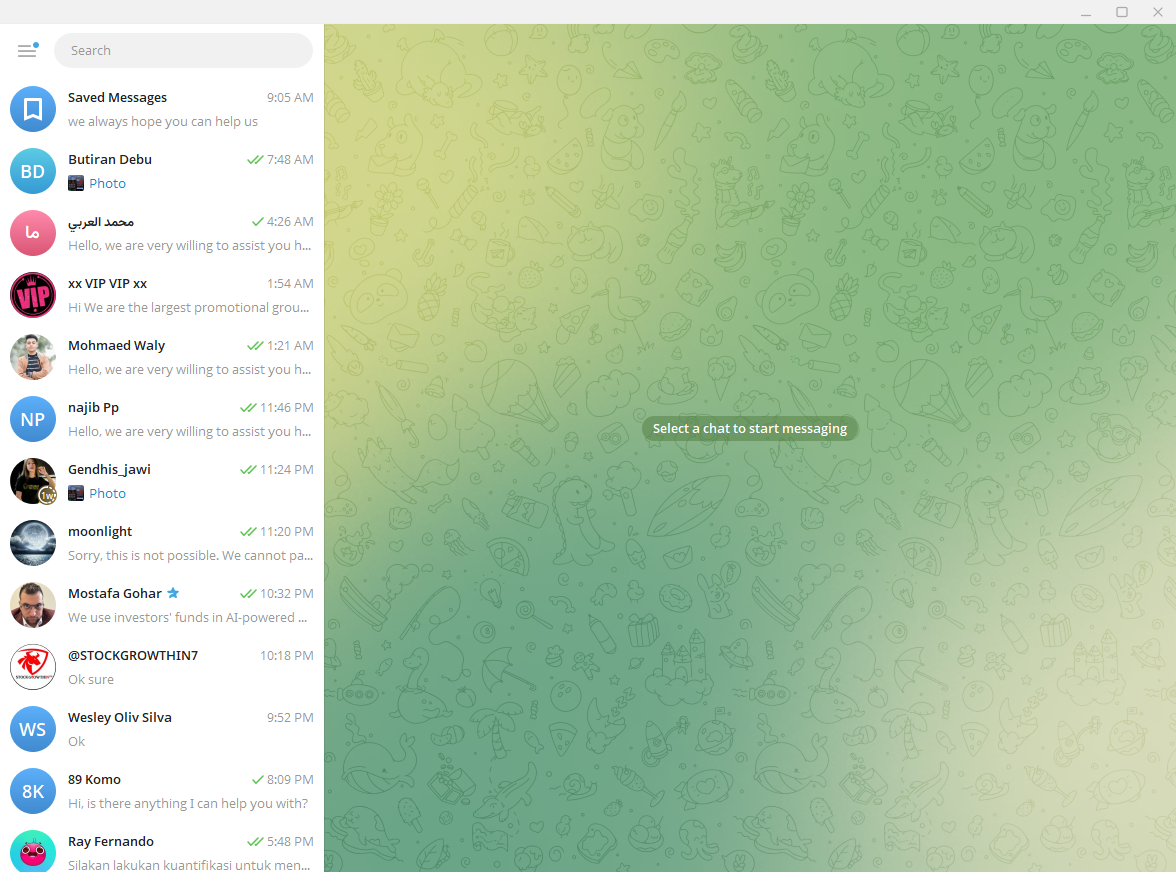 Search
Saved Messages 9:05 AM
we always hope you can help us
BD Butiran Debu 7:48 AM
Photo
ما محمد العربي 4:26 AM
Hello, we are very willing to assist you h...
VIP xx VIP VIP xx 1:54 AM
Hi We are the largest promotional grou...
Mohmaed Waly 1:21 AM
Hello, we are very willing to assist you h...
NP najib Pp 11:46 PM
Hello, we are very willing to assist you h...
Gendhis_jawi 11:24 PM
1w Photo
moonlight 11:20 PM
Sorry, this is not possible. We cannot pa...
Mostafa Gohar 10:32 PM
We use investors' funds in AI-powered ...
@STOCKGROWTHIN7 10:18 PM
Ok sure
WS Wesley Oliv Silva 9:52 PM
Ok
8K 89 Komo 8:09 PM
Hi, is there anything I can help you with?
Ray Fernando 5:48 PM
Silakan lakukan kuantifikasi untuk men...
Select a chat to start messaging